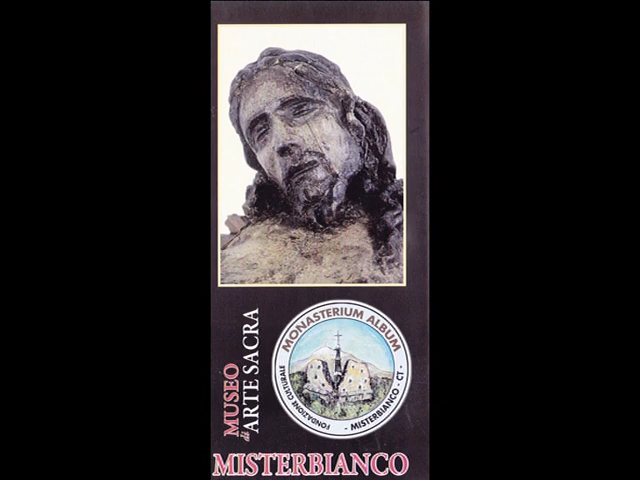 MUSEO
di
ARTE SACRA
MONASTERIUM ALBUM
FONDAZIONE CULTURALE
- MISTERBIANCO - CT -
MISTERBIANCO